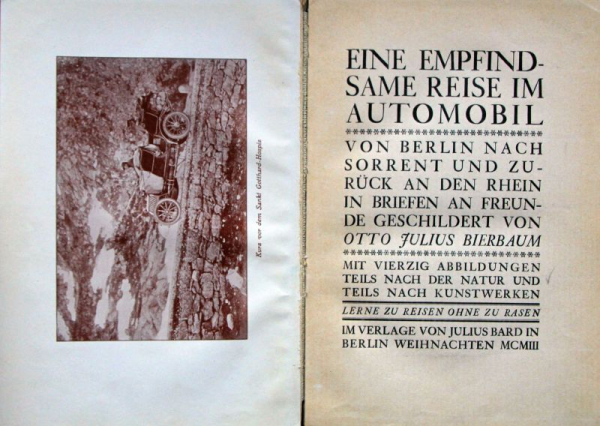 Kurz vor dem Sankt Gotthard-Hospiz
EINE EMPFIND-
SAME REISE IM
AUTOMOBIL
VON BERLIN NACH
SORRENT UND ZU-
RÜCK AN DEN RHEIN
IN BRIEFEN AN FREUN-
DE GESCHILDERT VON
OTTO JULIUS BIERBAUM
MIT VIERZIG ABBILDUNGEN
TEILS NACH DER NATUR UND
TEILS NACH KUNSTWERKEN
LERNE ZU REISEN OHNE ZU RASEN
IM VERLAGE VON JULIUS BARD IN
BERLIN WEIHNACHTEN MCMIII